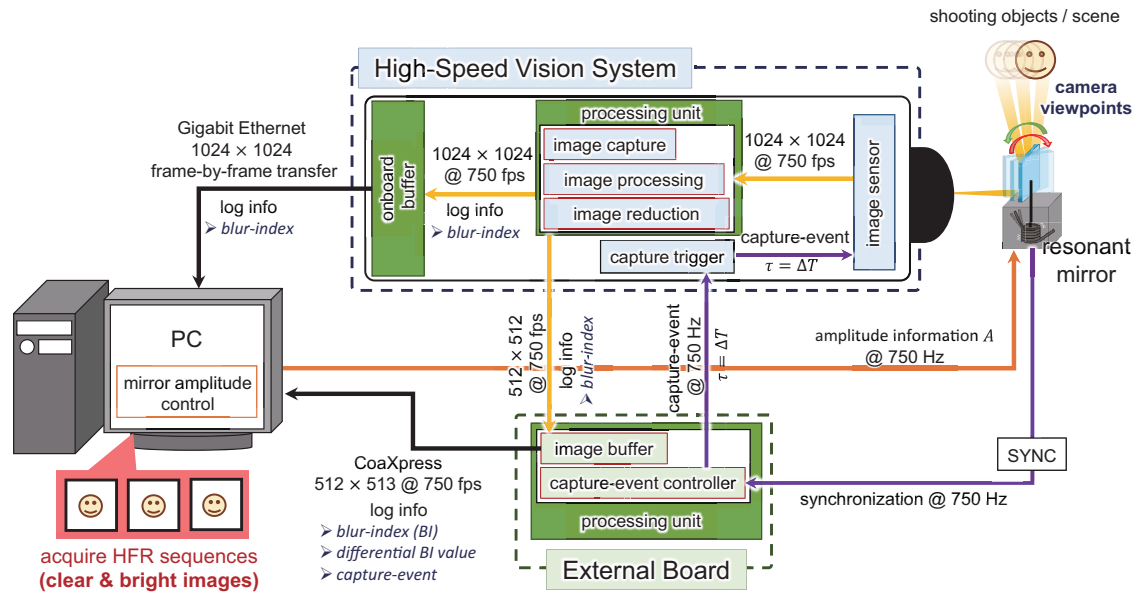 shooting objects / scene
High-Speed Vision System
camera
viewpoints
processing unit
Gigabit Ethernet
1024 × 1024
frame-by-frame transfer
log info
➢ blur-index
onboard
buffer
1024 × 1024
@ 750 fps
log info
➢ blur-index
image capture
image processing
image reduction
1024 × 1024
@ 750 fps
image sensor
capture trigger
capture-event
τ = ΔT
resonant
mirror
PC
mirror amplitude
control
512 × 512
@ 750 fps
log info
➢ blur-index
capture-event
@ 750 Hz
τ = ΔT
amplitude information A
@ 750 Hz
image buffer
capture-event controller
processing unit
External Board
SYNC
synchronization @ 750 Hz
CoaXpress
512 × 513 @ 750 fps
log info
➢ blur-index (BI)
➢ differential BI value
➢ capture-event
acquire HFR sequences
(clear & bright images)